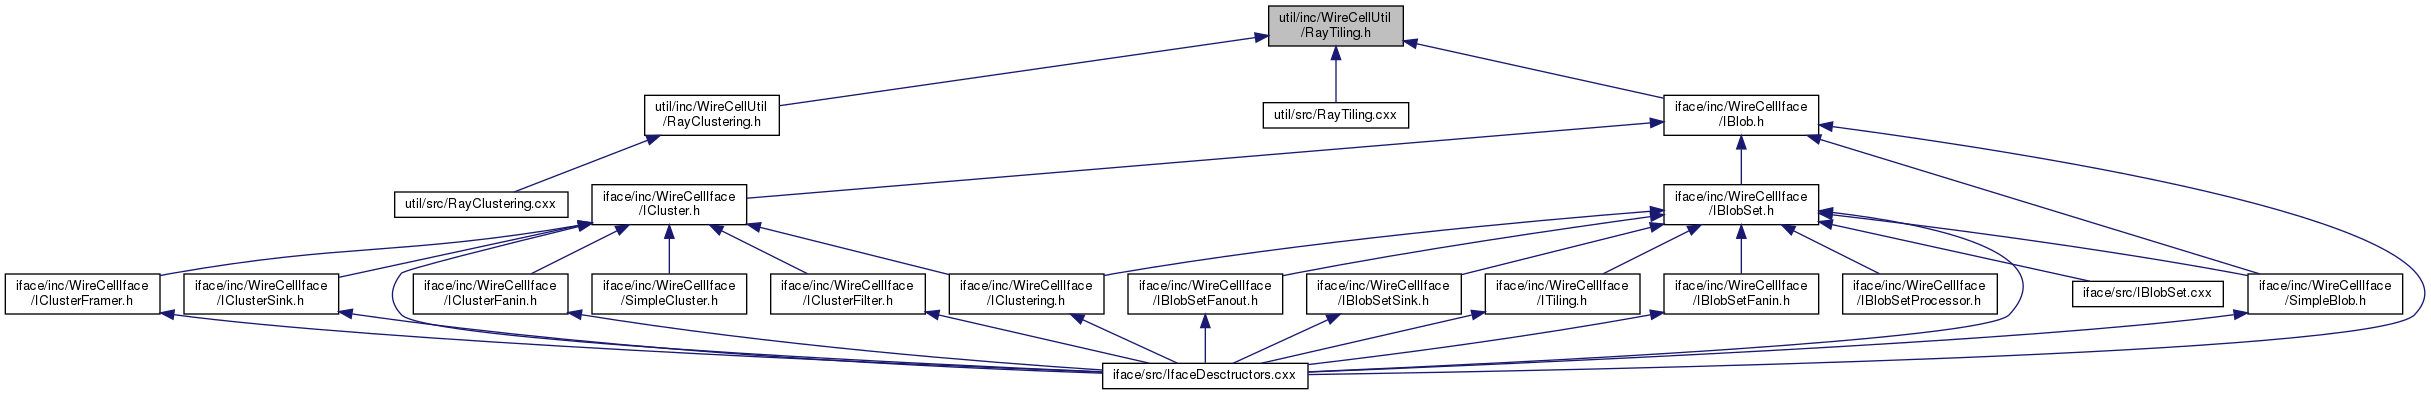 util/inc/WireCellUtil
/RayTiling.h
util/inc/WireCellUtil
/RayClustering.h
util/src/RayTiling.cxx
iface/inc/WireCellIface
/IBlob.h
util/src/RayClustering.cxx
iface/inc/WireCellIface
/ICluster.h
iface/inc/WireCellIface
/IBlobSet.h
iface/inc/WireCellIface
/IClusterFramer.h
iface/inc/WireCellIface
/IClusterSink.h
iface/inc/WireCellIface
/IClusterFanin.h
iface/inc/WireCellIface
/SimpleCluster.h
iface/inc/WireCellIface
/IClusterFilter.h
iface/inc/WireCellIface
/IClustering.h
iface/inc/WireCellIface
/IBlobSetFanout.h
iface/inc/WireCellIface
/IBlobSetSink.h
iface/inc/WireCellIface
/ITiling.h
iface/inc/WireCellIface
/IBlobSetFanin.h
iface/inc/WireCellIface
/IBlobSetProcessor.h
iface/src/IBlobSet.cxx
iface/inc/WireCellIface
/SimpleBlob.h
iface/src/IfaceDesctructors.cxx